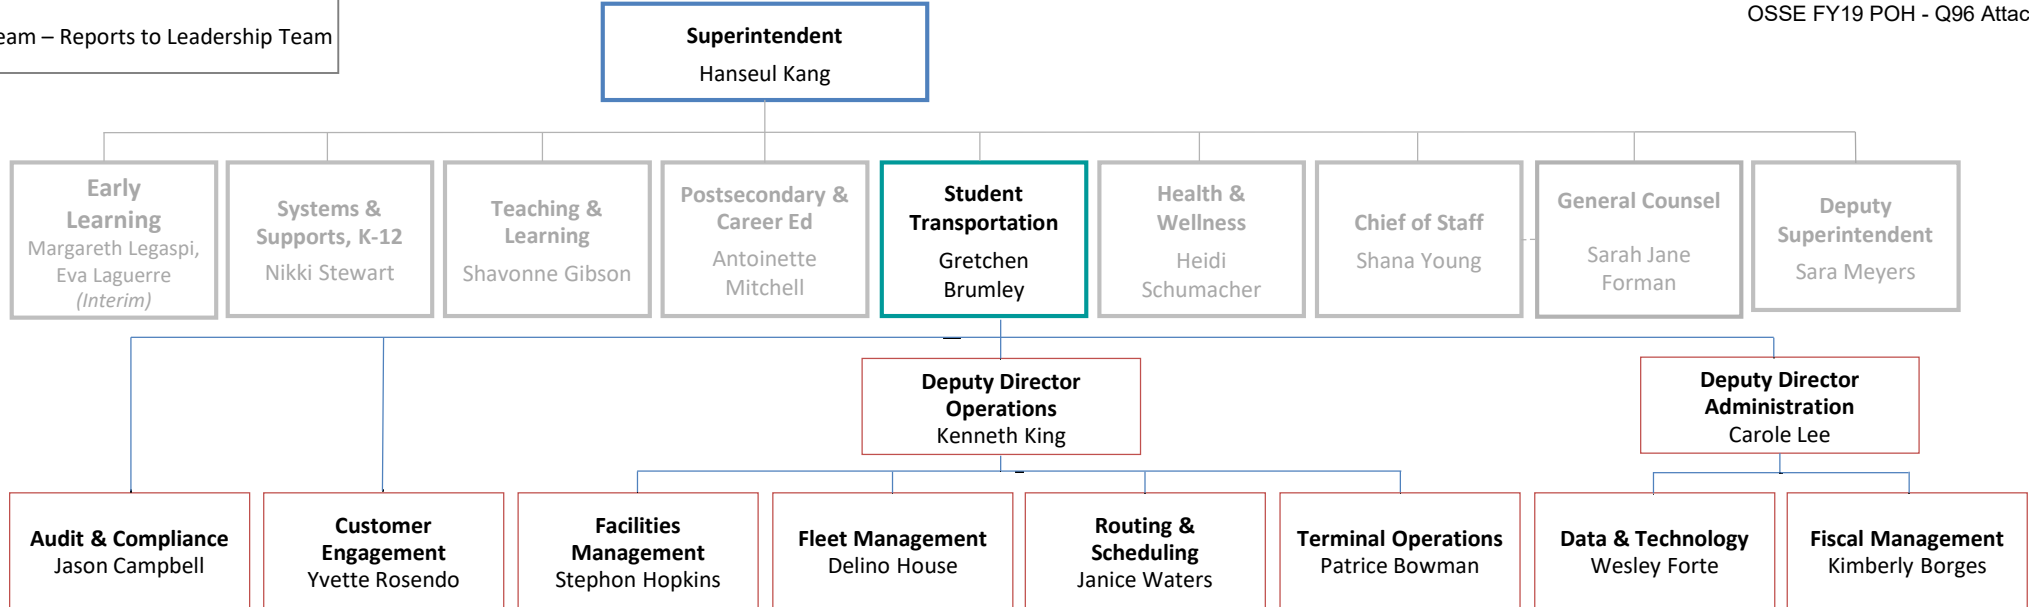 OSSE FY19 POH - Q96 Attac
eam – Reports to Leadership Team
Superintendent
Hanseul Kang
Early
Learning
Margareth Legaspi,
Eva Laguerre
(Interim)
Systems &
Supports, K-12
Nikki Stewart
Teaching &
Learning
Shavonne Gibson
Postsecondary &
Career Ed
Antoinette
Mitchell
Student
Transportation
Gretchen
Brumley
Health &
Wellness
Heidi
Schumacher
Chief of Staff
Shana Young
General Counsel
Sarah Jane
Forman
Deputy
Superintendent
Sara Meyers
Deputy Director
Operations
Kenneth King
Deputy Director
Administration
Carole Lee
Audit & Compliance
Jason Campbell
Customer
Engagement
Yvette Rosendo
Facilities
Management
Stephon Hopkins
Fleet Management
Delino House
Routing &
Scheduling
Janice Waters
Terminal Operations
Patrice Bowman
Data & Technology
Wesley Forte
Fiscal Management
Kimberly Borges